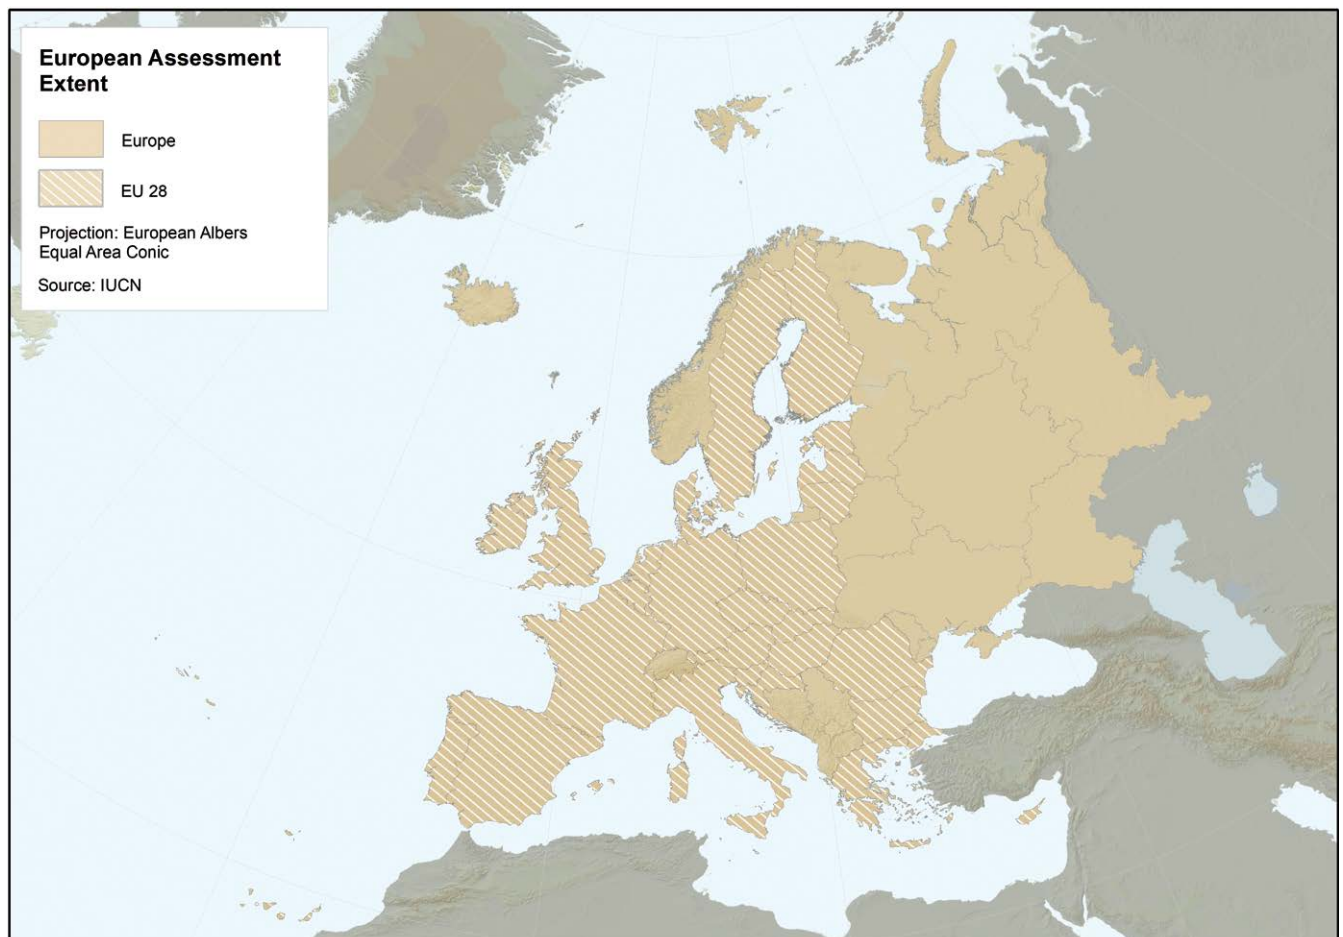 European Assessment
Extent
Europe
EU 28
Projection: European Albers
Equal Area Conic
Source: IUCN